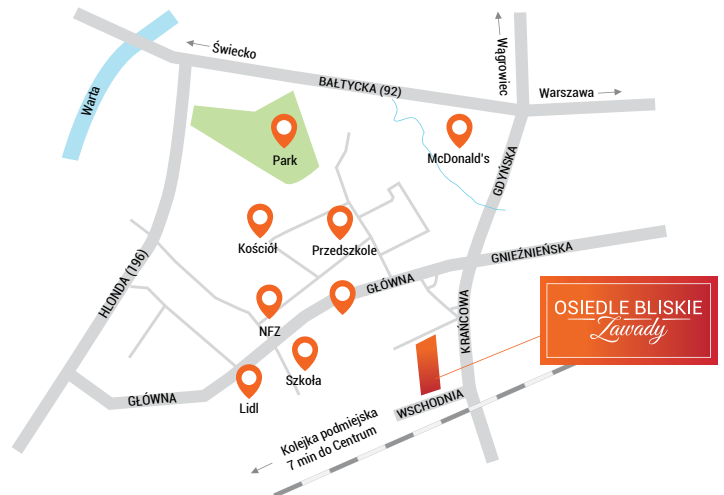 Świecko
Wągrowiec
Warta
BAŁTYCKA (92)
Warszawa
Park
McDonald's
GDYŃSKA
Kościół
Przedszkole
GNIEŹNIEŃSKA
HLONDA (196)
GŁÓWNA
KRAŃCOWA
OSIEDLE BLISKIE
Zawady
NFZ
Szkoła
GŁÓWNA
Lidl
WSCHODNIA
Kolejka podmiejska
7 min do Centrum